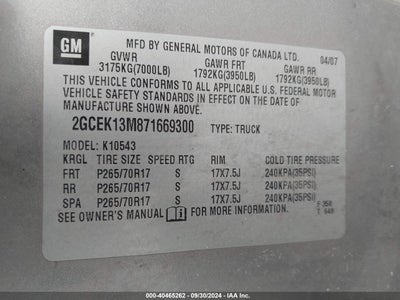 GM
MFD BY GENERAL MOTORS OF CANADA LTD.
04/07
GVWR GAWR FRT GAWR RR
3175KG(7000LB) 1792KG(3950LB) 1792KG(3950LB)
THIS VEHICLE CONFORMS TO ALL APPLICABLE U.S. FEDERAL MOTOR
VEHICLE SAFETY STANDARDS IN EFFECT ON THE DATE OF
MANUFACTURE SHOWN ABOVE.
2GCEK13M871669300 TYPE: TRUCK
MODEL: K10543
KRGL TIRE SIZE SPEED RTG RIM COLD TIRE PRESSURE
FRT P265/70R17 S 17X7.5J 240KPA(35PSI)
RR P265/70R17 S 17X7.5J 240KPA(35PSI)
SPA P265/70R17 S 17X7.5J 240KPA(35PSI)
SEE OWNER'S MANUAL FOR MORE INFORMATION.
000-40465262 - 09/30/2024 - IAA Inc.